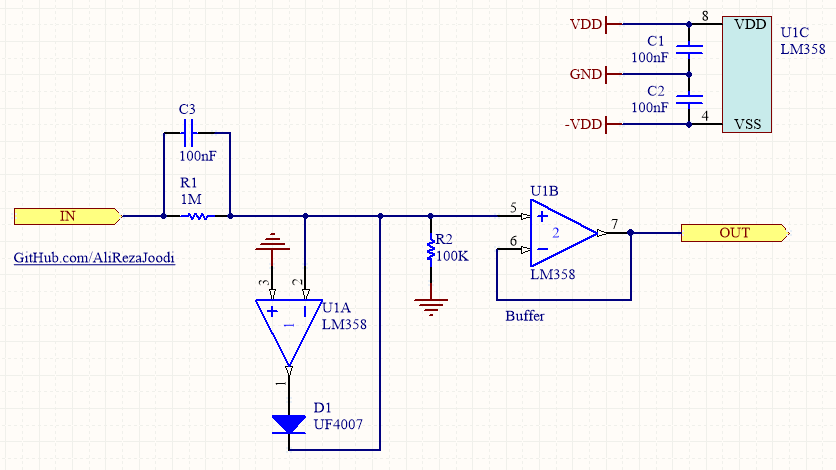 VDD
8
VDD
U1C
LM358
C1
100nF
GND
C2
100nF
-VDD
4
VSS
C3
100nF
R1
1M
IN
GitHub.com/AliRezaJoodi
3
2
+
1
U1A
LM358
1
D1
UF4007
R2
100K
U1B
5
+
2
6
−
7
LM358
Buffer
OUT